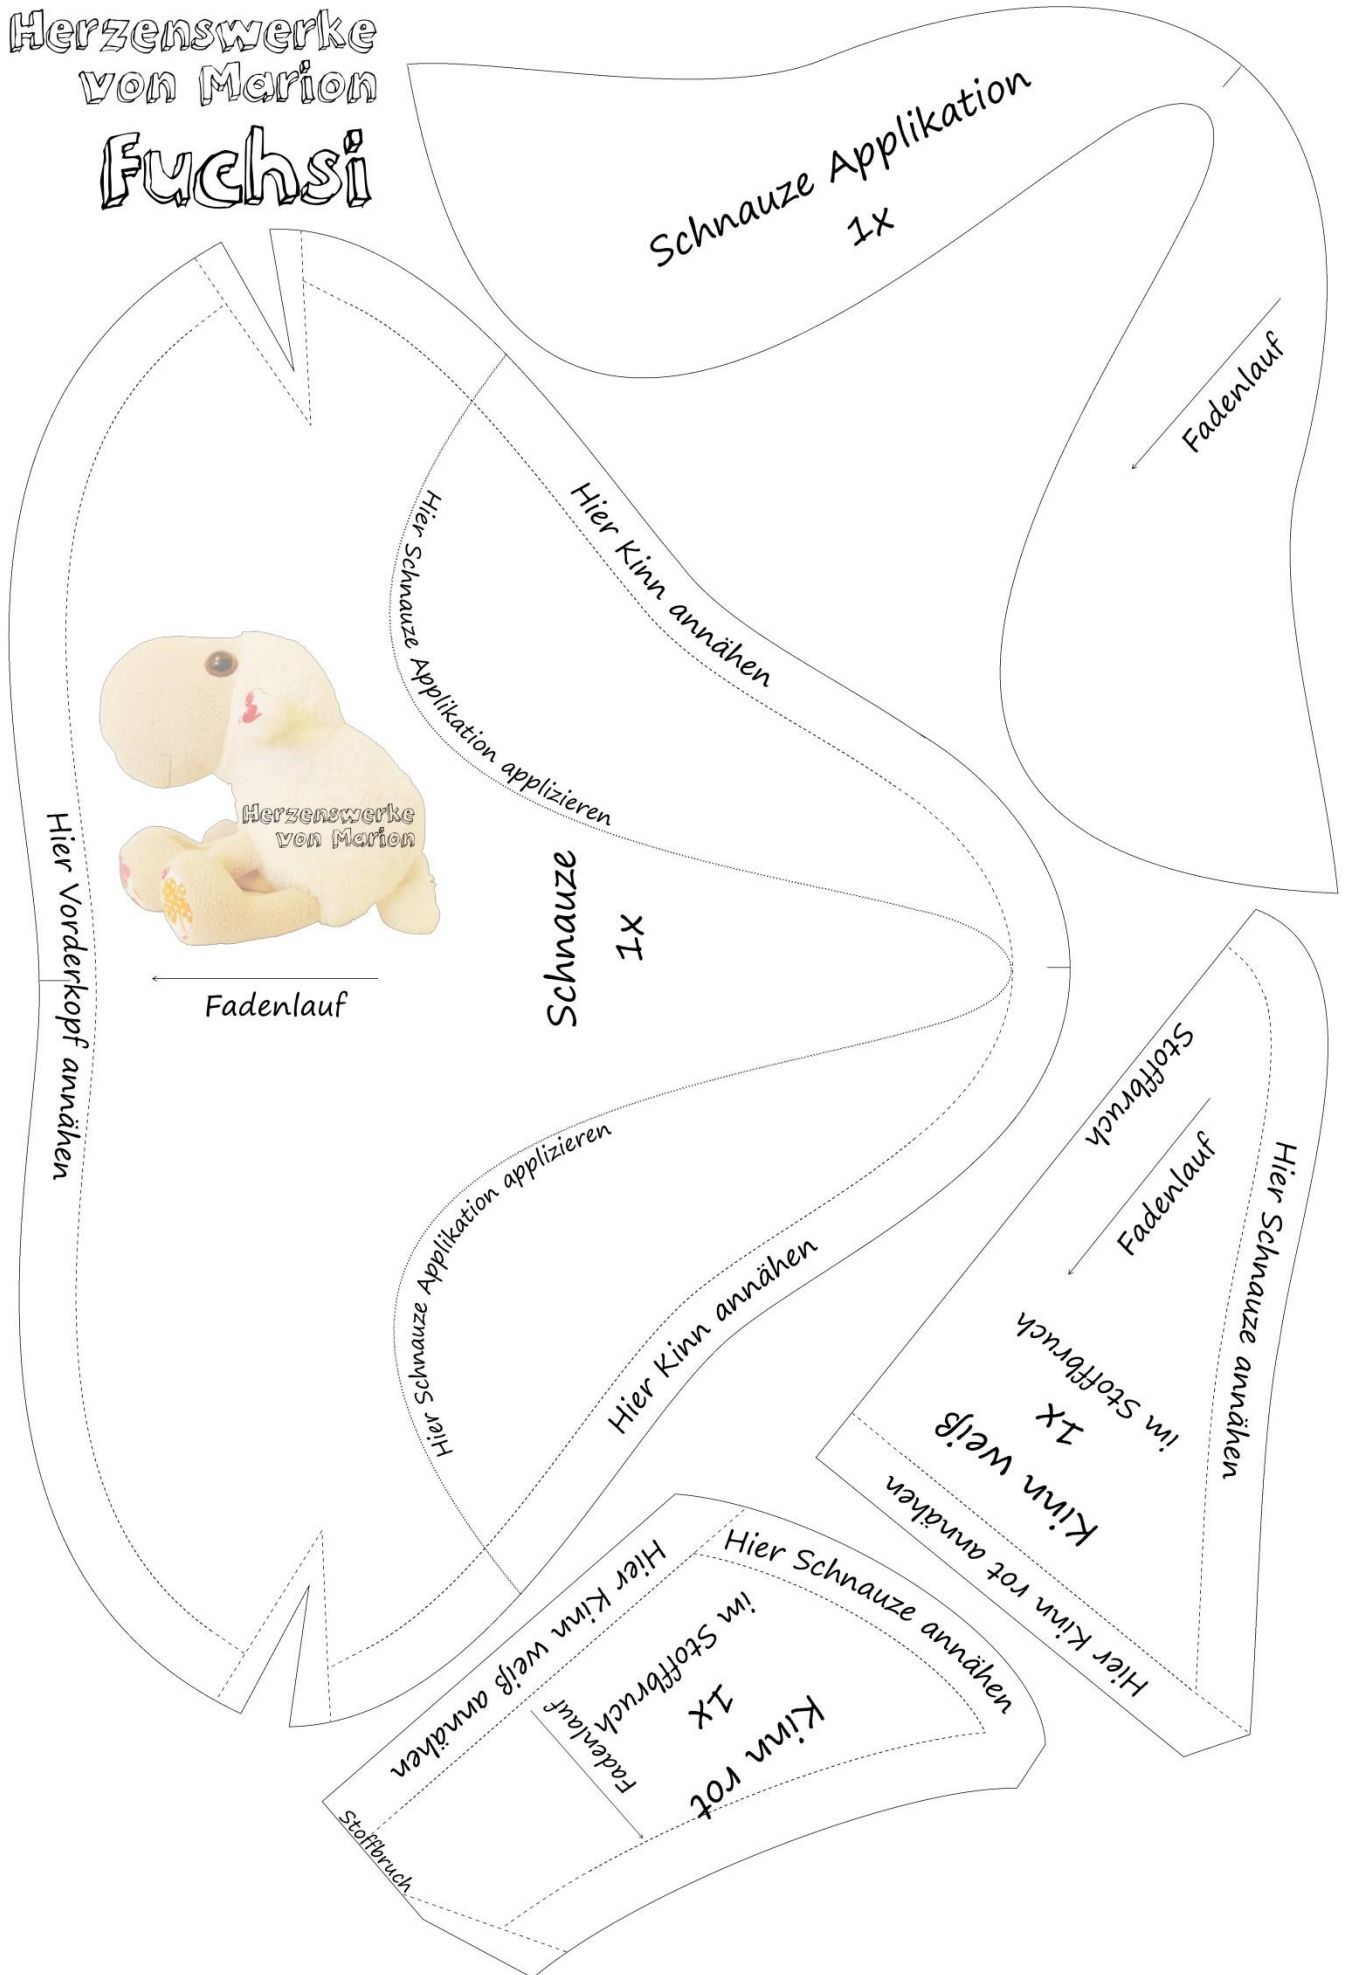 Herzenswerke
von Marion
Fuchsi
Schnauze Applikation
1x
Fadenlauf
Hier Kinn annähen
Hier Schnauze Applikation applizieren
Hier Vorderkopf annähen
Herzenswerke
von Marion
Fadenlauf
Schnauze
1x
Hier Schnauze Applikation applizieren
Hier Kinn annähen
Stoffbruch
Fadenlauf
Hier Schnauze annähen
Kinn weiß
1x
im Stoffbruch
Hier Kinn rot annähen
Hier Kinn weiß annähen
Hier Schnauze annähen
Kinn rot
1x
im Stoffbruch
Fadenlauf
Stoffbruch